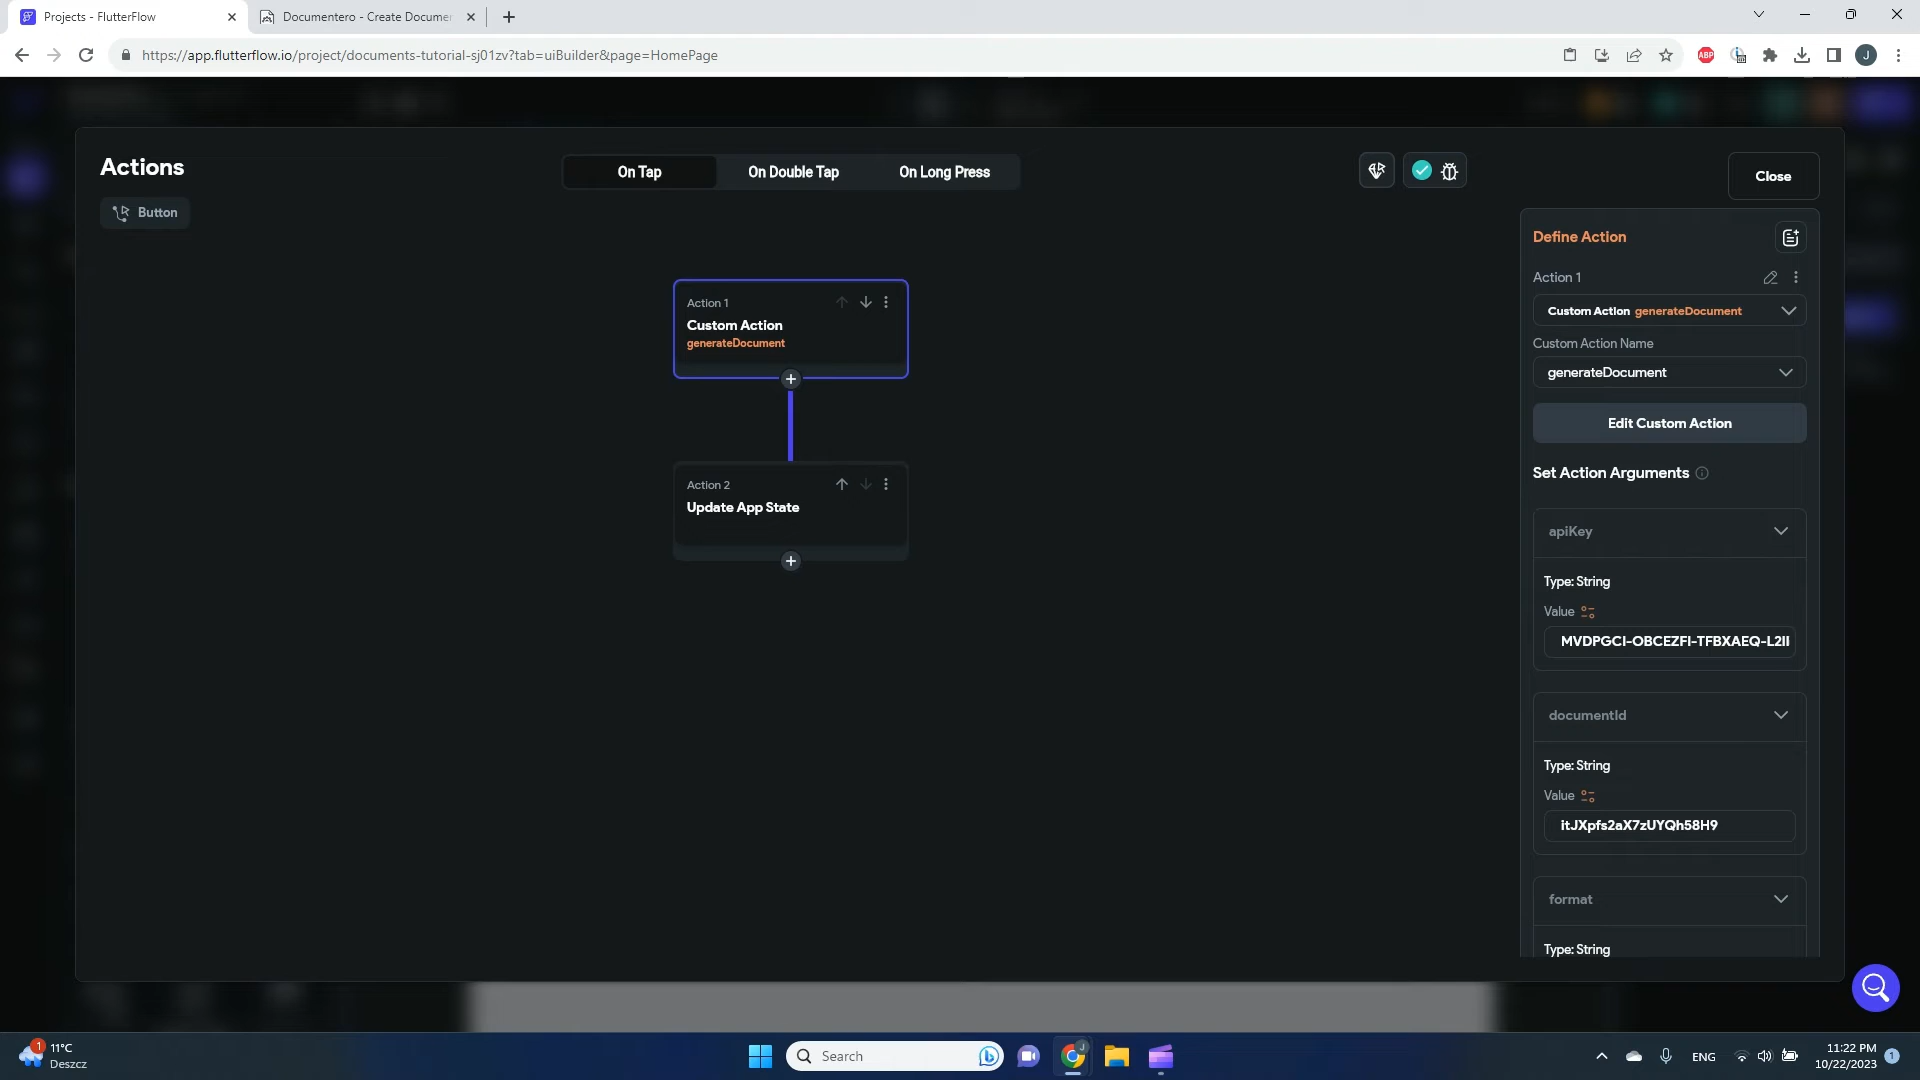 Projects - FlutterFlow
Documentero - Create Documen
https://app.flutterflow.io/project/documents-tutorial-sj01zv?tab=uiBuilder&page=HomePage
ABP
J
Actions
On Tap
On Double Tap
On Long Press
Close
Button
Define Action
Action 1
Custom Action generateDocument
Custom Action Name
generateDocument
Edit Custom Action
Set Action Arguments
apiKey
Type: String
Value
MVDPGCI-OBCEZFI-TFBXAEQ-L2II
documentId
Type: String
Value
itJXpfs2aX7zUYQh58H9
format
Type: String
Action 1
Custom Action
generateDocument
Action 2
Update App State
1
11°C
Deszcz
Search
J
ENG
11:22 PM
10/22/2023
1